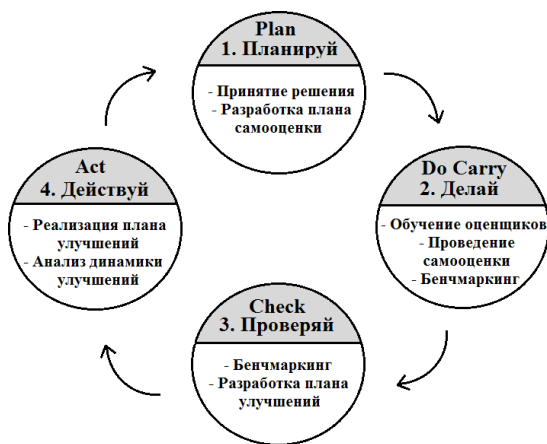 Plan
1. Планируй
- Принятие решения
- Разработка плана
самооценки
Do Carry
2. Делай
- Обучение оценщиков
- Проведение
самооценки
- Бенчмаркинг
Check
3. Проверяй
- Бенчмаркинг
- Разработка плана
улучшений
Act
4. Действуй
- Реализация плана
улучшений
- Анализ динамики
улучшений